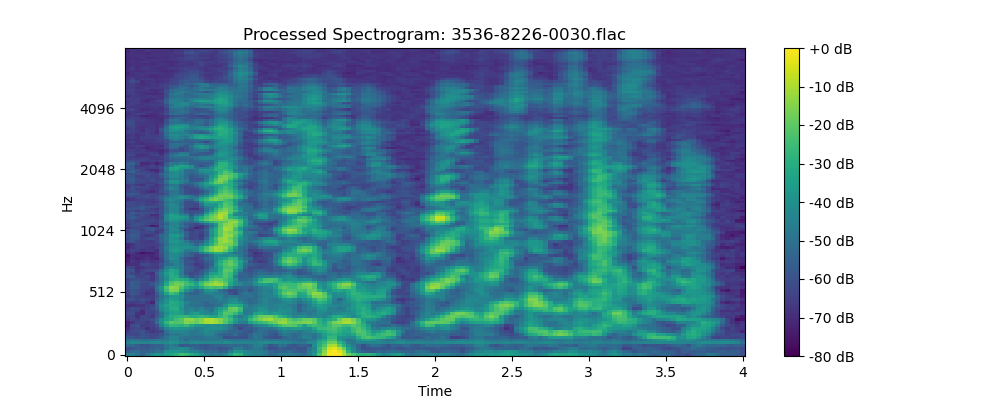 Processed Spectrogram: 3536-8226-0030.flac
+0 dB
4096
-10 dB
-20 dB
2048
-30 dB
Hz
1024
-40 dB
-50 dB
512
-60 dB
-70 dB
0
-80 dB
0 0.5 1 1.5 2 2.5 3 3.5 4
Time